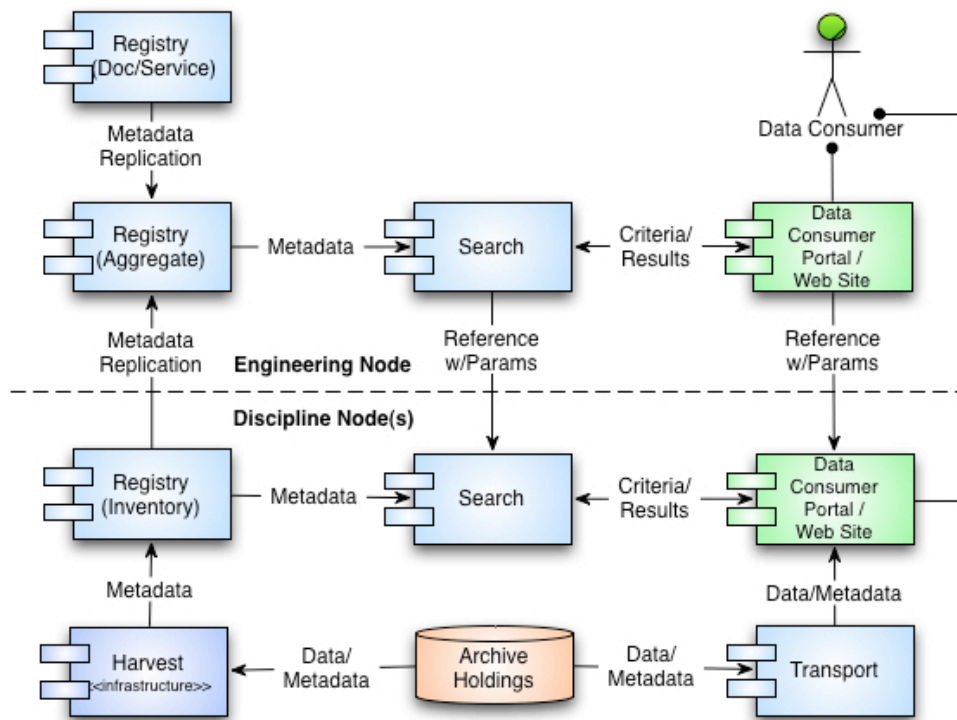 Registry
(Doc/Service)
Metadata
Replication
Data Consumer
Registry
(Aggregate)
Metadata
Search
Criteria/
Results
Data
Consumer
Portal /
Web Site
Metadata
Replication
Reference
w/Params
Reference
w/Params
Engineering Node
Discipline Node(s)
Registry
(Inventory)
Metadata
Search
Criteria/
Results
Data
Consumer
Portal /
Web Site
Metadata
Data/Metadata
Harvest
<<infrastructure>>
Data/
Metadata
Archive
Holdings
Data/
Metadata
Transport